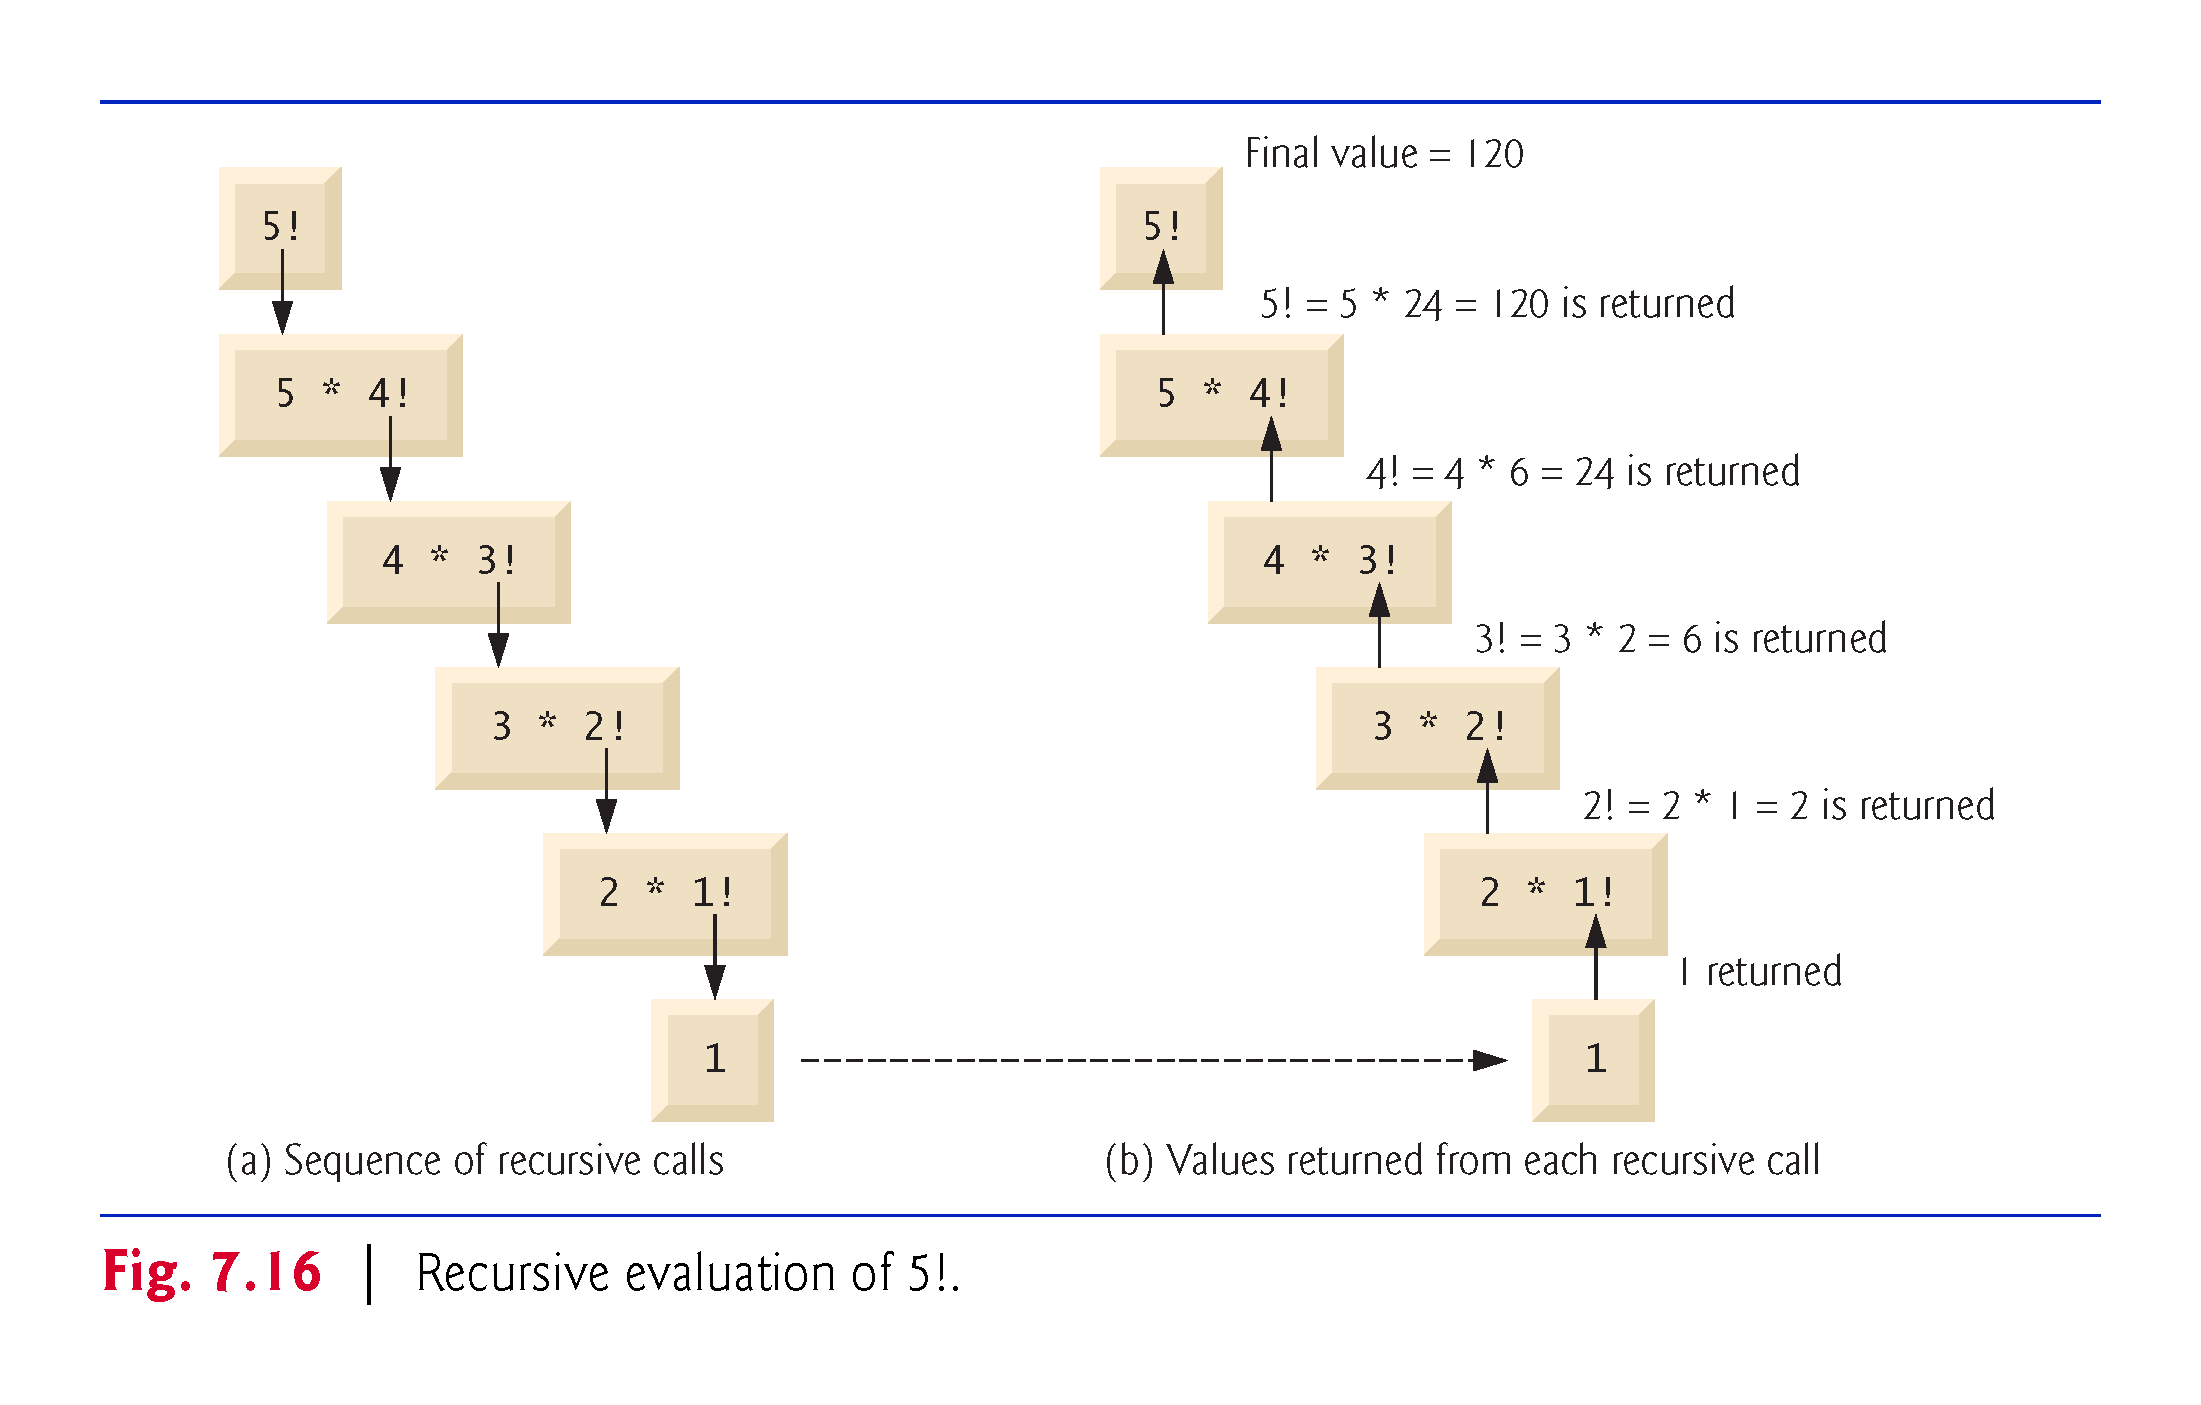 5!
5 * 4!
4 * 3!
3 * 2!
2 * 1!
1
(a) Sequence of recursive calls
Final value = 120
5!
5! = 5 * 24 = 120 is returned
5 * 4!
4! = 4 * 6 = 24 is returned
4 * 3!
3! = 3 * 2 = 6 is returned
3 * 2!
2! = 2 * 1 = 2 is returned
2 * 1!
1 returned
1
(b) Values returned from each recursive call
Fig. 7.16 | Recursive evaluation of 5!.